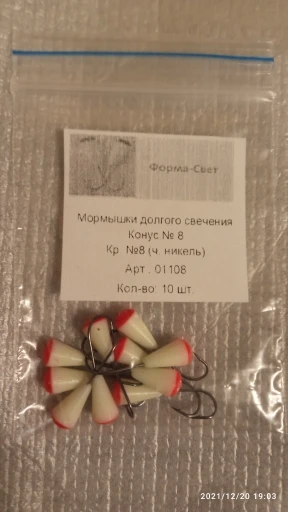 Форма-Свет
Мормышки долгого свечения
Конус № 8
Кр. №8 (ч. никель)
Арт. 01108
Кол-во: 10 шт.
2021/12/20 19:03